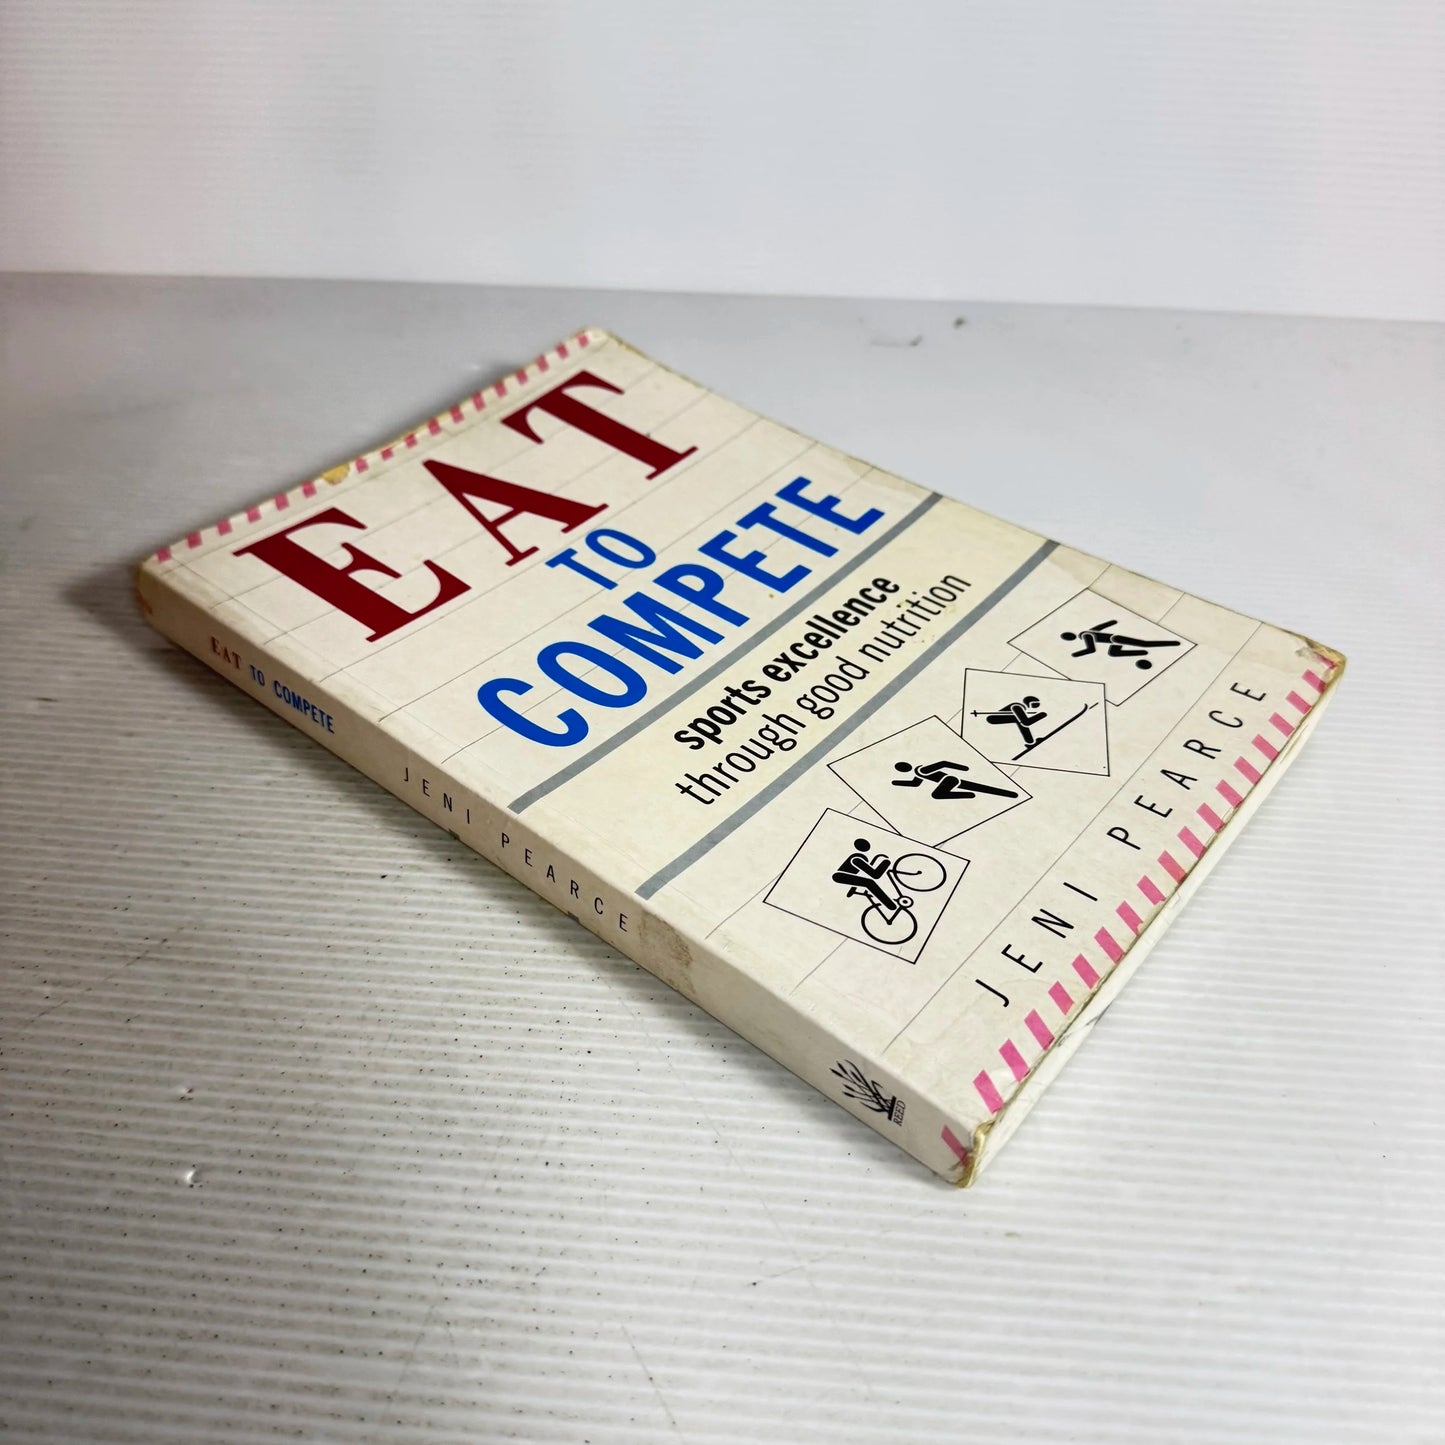 EAT
TO
COMPETE
sports excellence
through good nutrition
JENI PEARCE
EAT TO COMPETE
JENI PEARCE
REED